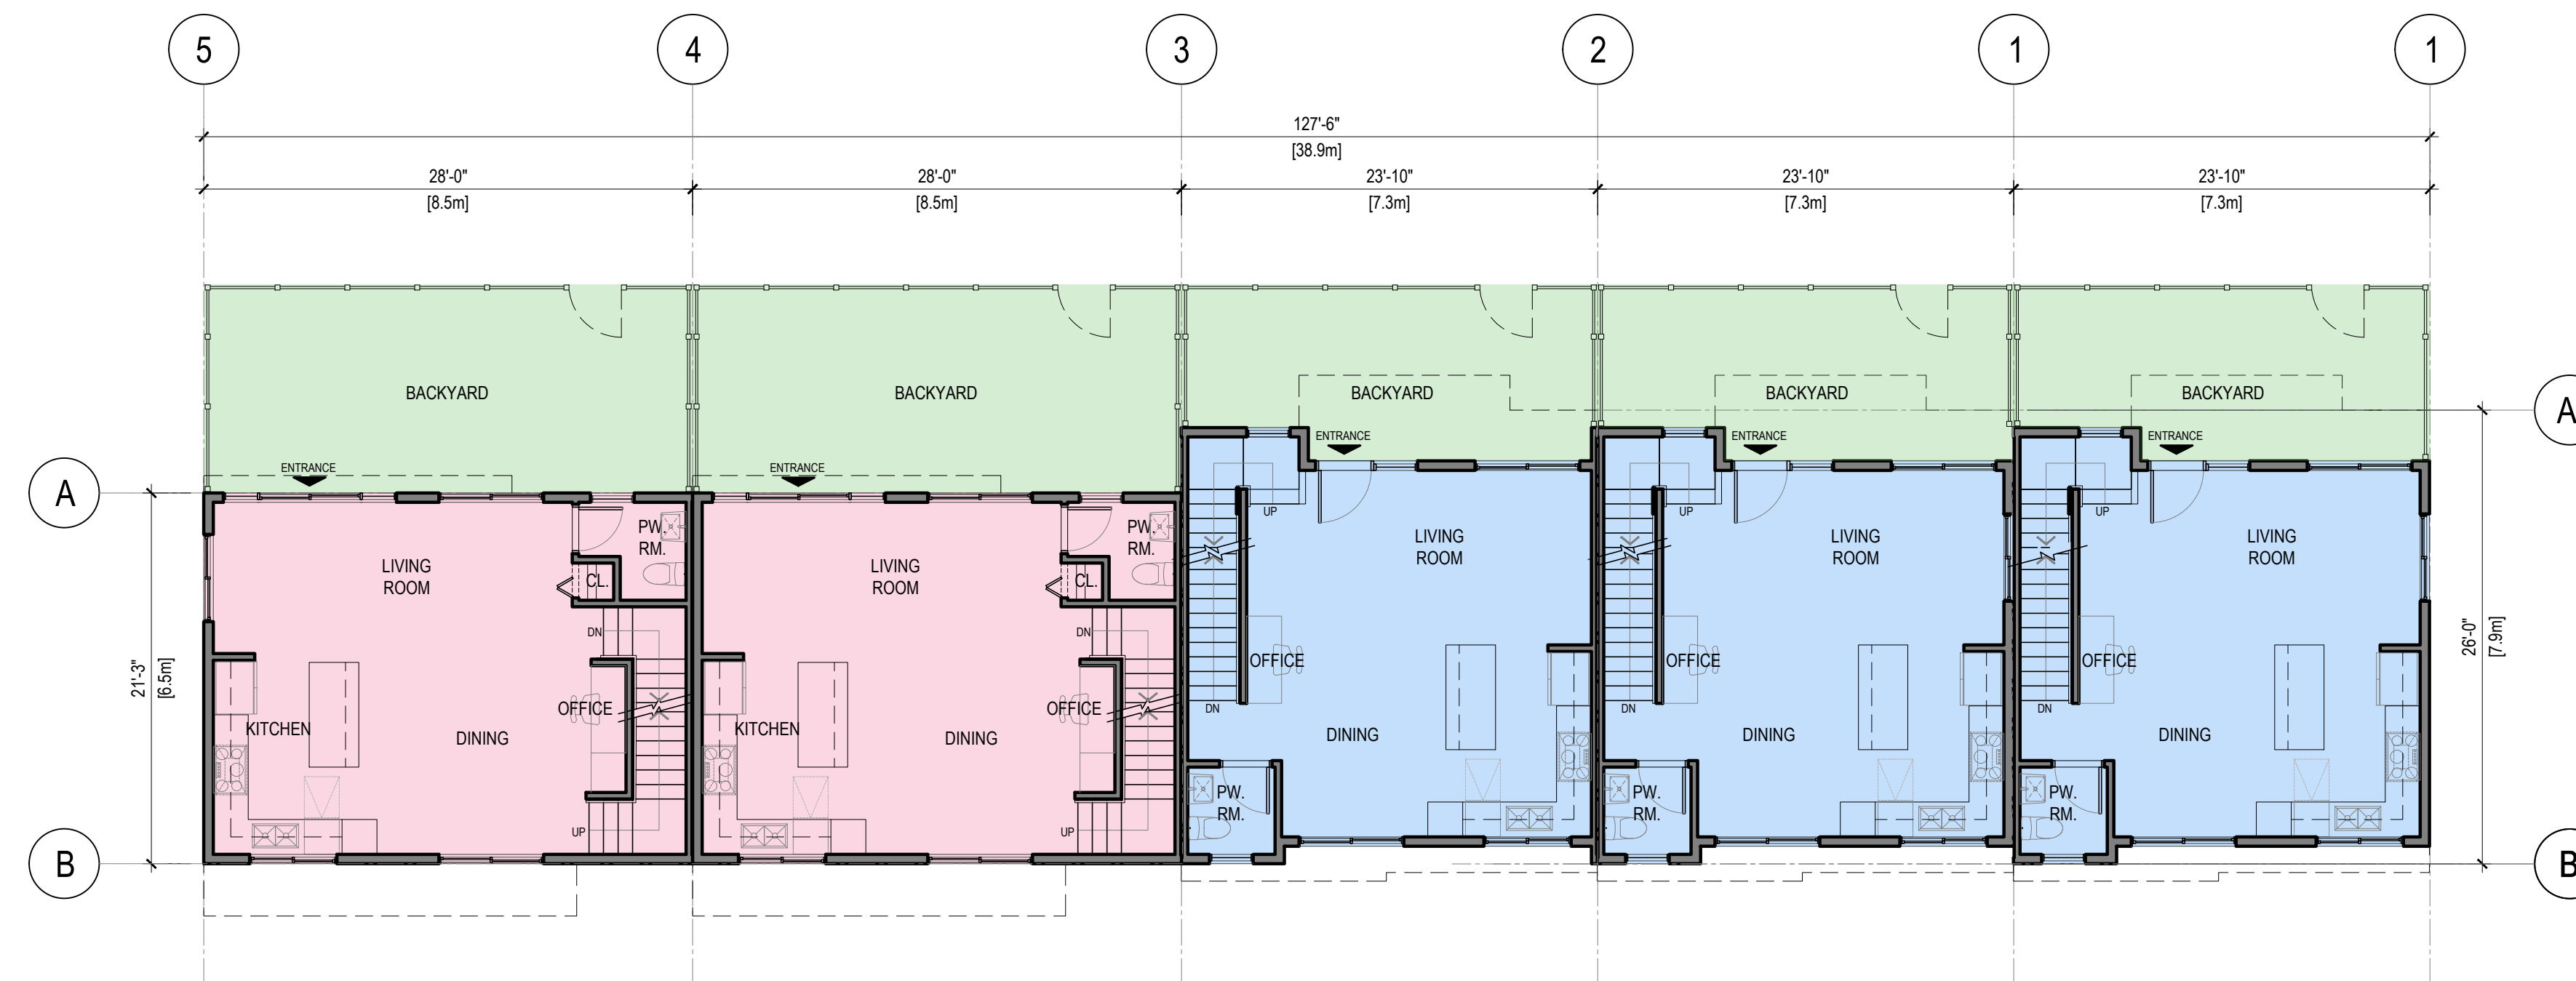 5
4
3
2
1
1
127'-6"
[38.9m]
28'-0"
28'-0"
23'-10"
23'-10"
23'-10"
[8.5m]
[8.5m]
[7.3m]
[7.3m]
[7.3m]
BACKYARD
BACKYARD
BACKYARD
BACKYARD
BACKYARD
A
ENTRANCE
ENTRANCE
ENTRANCE
ENTRANCE
ENTRANCE
A
PW.
RM.
PW.
RM.
UP
UP
UP
LIVING
ROOM
LIVING
ROOM
LIVING
ROOM
LIVING
ROOM
LIVING
ROOM
CL.
CL.
DN
DN
21'-3"
[6.5m]
26'-0"
[7.9m]
OFFICE
OFFICE
OFFICE
OFFICE
OFFICE
DN
DN
DN
KITCHEN
DINING
KITCHEN
DINING
DINING
DINING
DINING
PW.
RM.
PW.
RM.
PW.
RM.
UP
UP
B
B